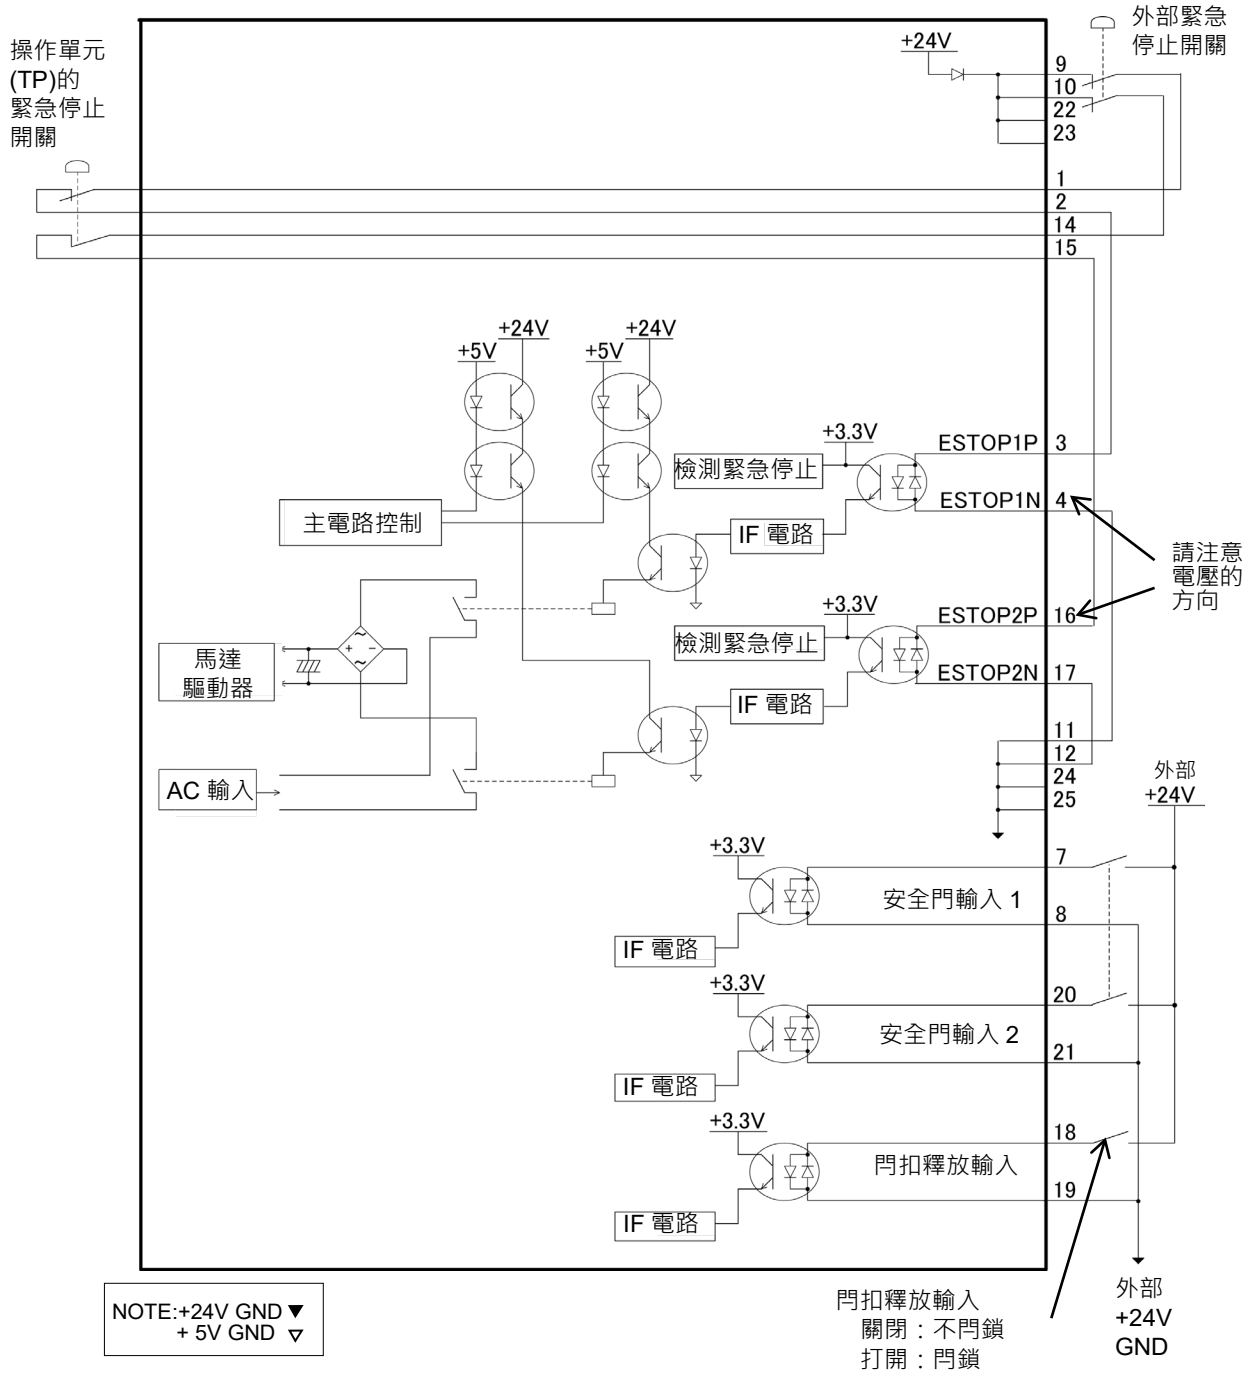 操作單元
(TP)的
緊急停止
開關
外部緊急
停止開關
+24V
9
10
22
23
1
2
14
15
+24V
+24V
+5V
+5V
+3.3V
ESTOP1P
3
檢測緊急停止
ESTOP1N
4
主電路控制
IF 電路
請注意
電壓的
方向
+3.3V
ESTOP2P
16
檢測緊急停止
馬達
驅動器
ESTOP2N
17
IF 電路
11
12
24
25
AC 輸入
外部
+24V
+3.3V
7
安全門輸入 1
8
IF 電路
+3.3V
20
安全門輸入 2
21
IF 電路
+3.3V
18
閂扣釋放輸入
19
IF 電路
NOTE:+24V GND
+ 5V GND
閂扣釋放輸入
關閉：不閂鎖
打開：閂鎖
外部
+24V
GND